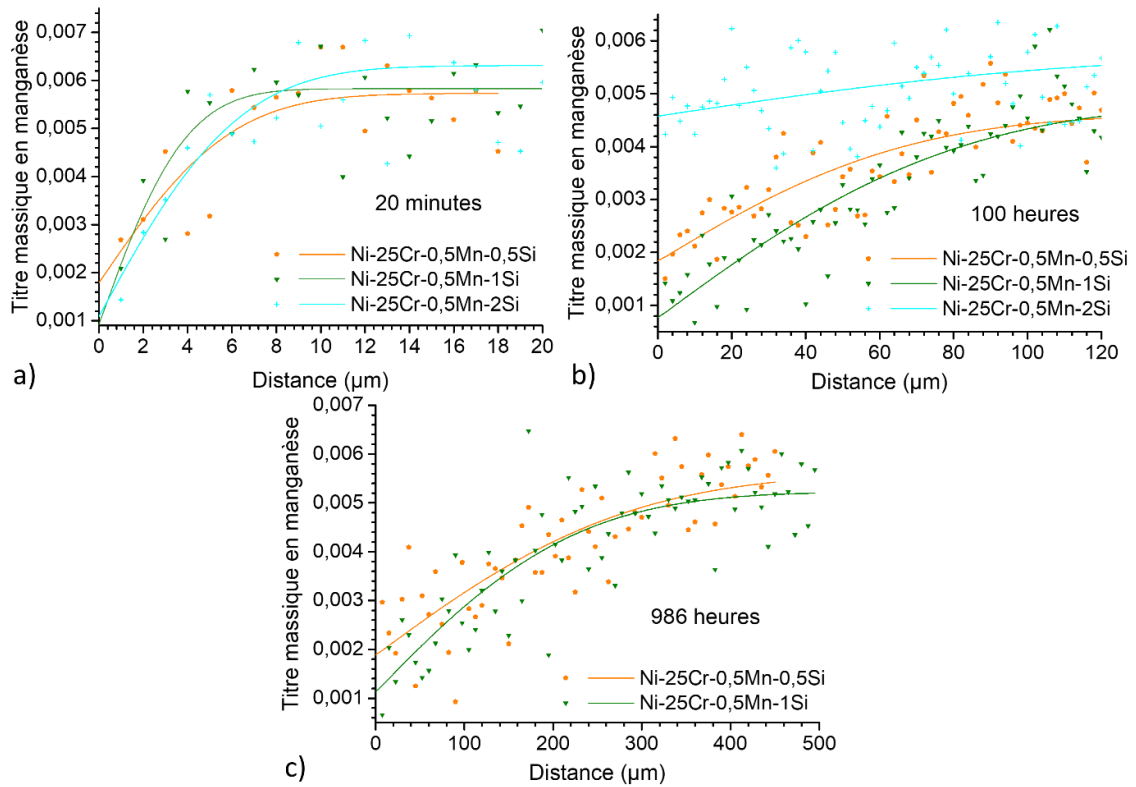 0,007
0,006
0,005
0,004
0,003
0,002
0,001
Titre massique en manganèse
20 minutes
Ni-25Cr-0,5Mn-0,5Si
Ni-25Cr-0,5Mn-1Si
Ni-25Cr-0,5Mn-2Si
0 2 4 6 8 10 12 14 16 18 20
Distance (µm)
a)
0,006
0,005
0,004
0,003
0,002
0,001
Titre massique en manganèse
100 heures
Ni-25Cr-0,5Mn-0,5Si
Ni-25Cr-0,5Mn-1Si
Ni-25Cr-0,5Mn-2Si
0 20 40 60 80 100 120
Distance (µm)
b)
0,007
0,006
0,005
0,004
0,003
0,002
0,001
Titre massique en manganèse
986 heures
Ni-25Cr-0,5Mn-0,5Si
Ni-25Cr-0,5Mn-1Si
0 100 200 300 400 500
Distance (µm)
c)